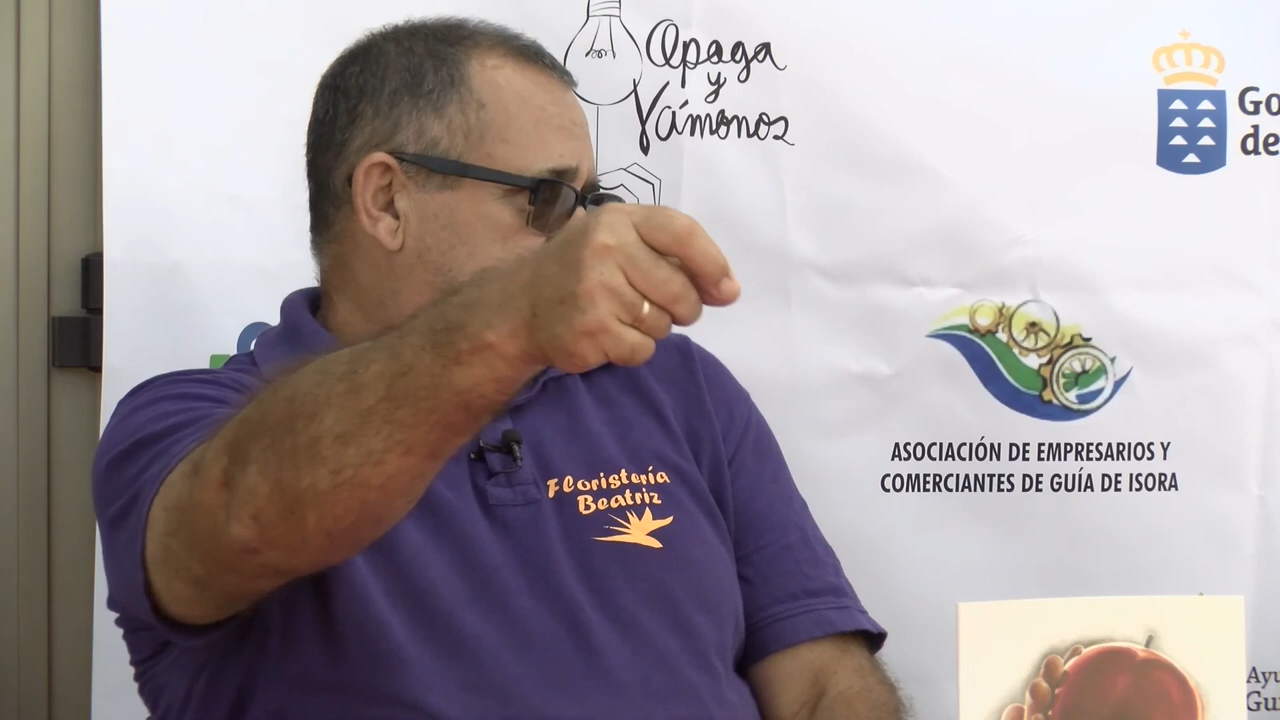 Apaga
y
Vámonos
Go
de
ASOCIACIÓN DE EMPRESARIOS Y
COMERCIANTES DE GUÍA DE ISORA
Floristería
Beatriz
Ayu
Gu